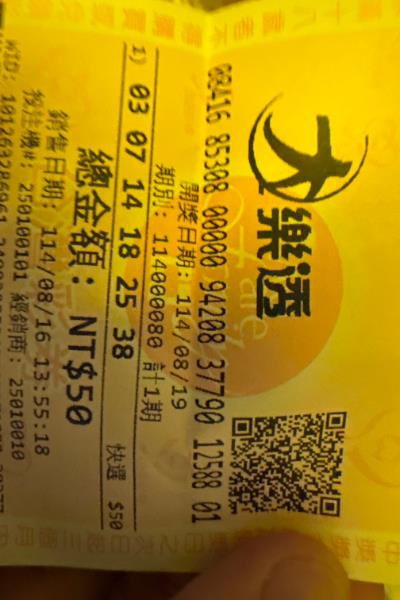 大樂透
08416 85308 00000 94208 37790 12588 01
開獎日期: 114/08/19
期別: 114000080 計1期
1) 03 07 14 18 25 38 快選 $50
總金額: NT$50
銷售日期: 114/08/16 13:55:18
投注機#: 250100101 經銷商: 25010010
WID: